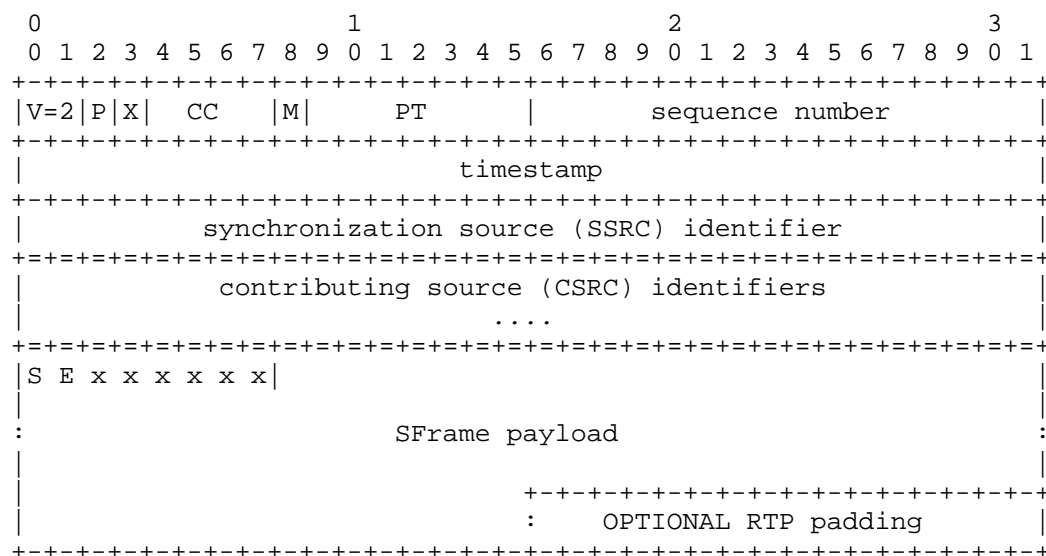 0                   1                   2                   3
 0 1 2 3 4 5 6 7 8 9 0 1 2 3 4 5 6 7 8 9 0 1 2 3 4 5 6 7 8 9 0 1
+-+-+-+-+-+-+-+-+-+-+-+-+-+-+-+-+-+-+-+-+-+-+-+-+-+-+-+-+-+-+-+-+
|V=2|P|X|  CC   |M|     PT      |       sequence number         |
+-+-+-+-+-+-+-+-+-+-+-+-+-+-+-+-+-+-+-+-+-+-+-+-+-+-+-+-+-+-+-+-+
|                           timestamp                           |
+-+-+-+-+-+-+-+-+-+-+-+-+-+-+-+-+-+-+-+-+-+-+-+-+-+-+-+-+-+-+-+-+
|           synchronization source (SSRC) identifier            |
+=+=+=+=+=+=+=+=+=+=+=+=+=+=+=+=+=+=+=+=+=+=+=+=+=+=+=+=+=+=+=+=+
|            contributing source (CSRC) identifiers             |
|                             ....                              |
+=+=+=+=+=+=+=+=+=+=+=+=+=+=+=+=+=+=+=+=+=+=+=+=+=+=+=+=+=+=+=+=+
|S E x x x x x x|                                               |
|                                                               |
:                       SFrame payload                          :
|                                                               |
|                               +-+-+-+-+-+-+-+-+-+-+-+-+-+-+-+-+
|                               :    OPTIONAL RTP padding       |
+-+-+-+-+-+-+-+-+-+-+-+-+-+-+-+-+-+-+-+-+-+-+-+-+-+-+-+-+-+-+-+-+